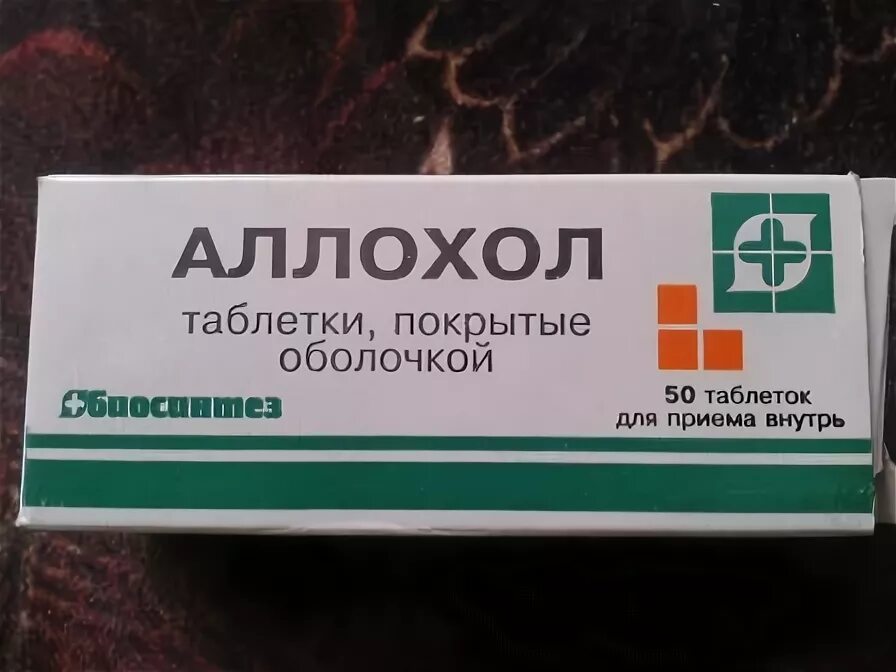 АЛЛОХОЛ
таблетки, покрытые
оболочкой
биосинтез
50 таблеток
для приема внутрь